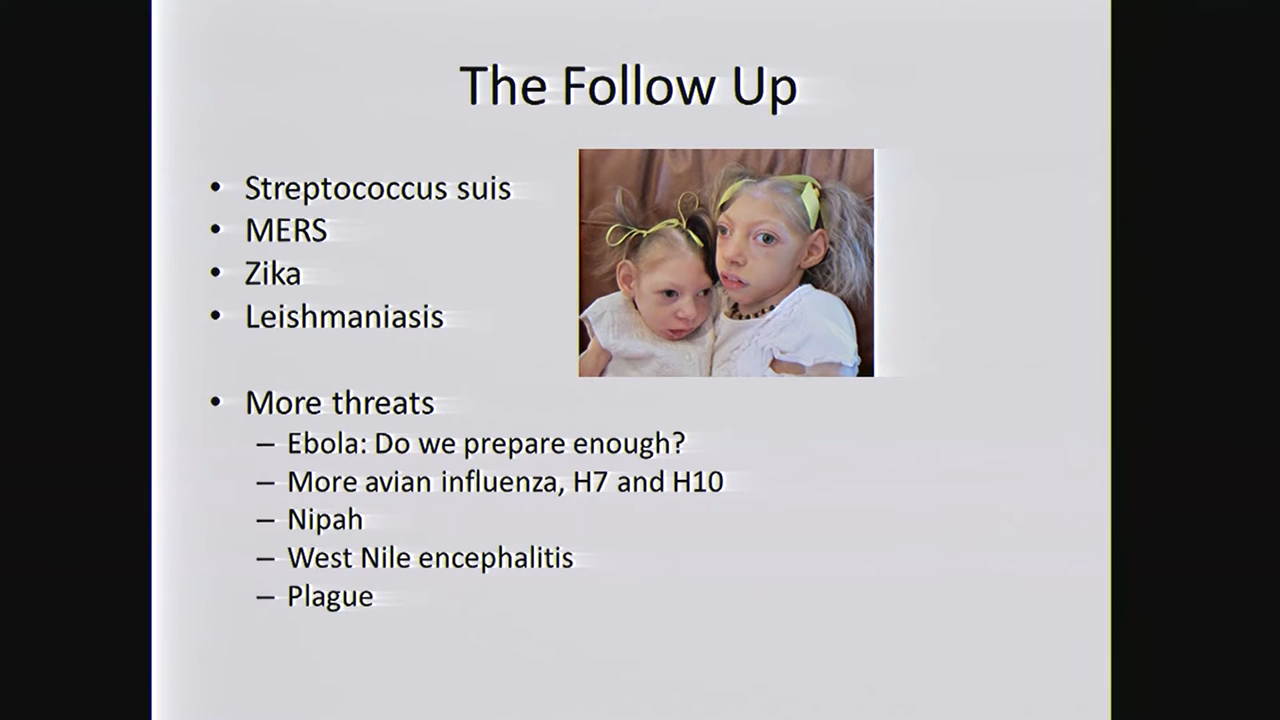 The Follow Up
• Streptococcus suis
• MERS
• Zika
• Leishmaniasis
• More threats
– Ebola: Do we prepare enough?
– More avian influenza, H7 and H10
– Nipah
– West Nile encephalitis
– Plague